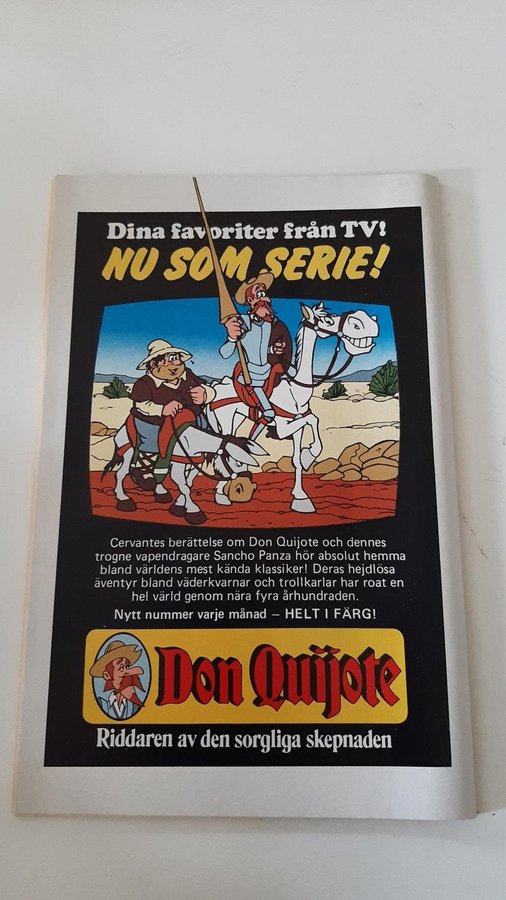 Dina favoriter från TV!
NU SOM SERIE!
Cervantes berättelse om Don Quijote och dennes
trogne vapendragare Sancho Panza hör absolut hemma
bland världens mest kända klassiker! Deras hejdlösa
äventyr bland väderkvarnar och trollkarlar har roat en
hel värld genom nära fyra århundraden.
Nytt nummer varje månad – HELT I FÄRG!
Don Quijote
Riddaren av den sorgliga skepnaden